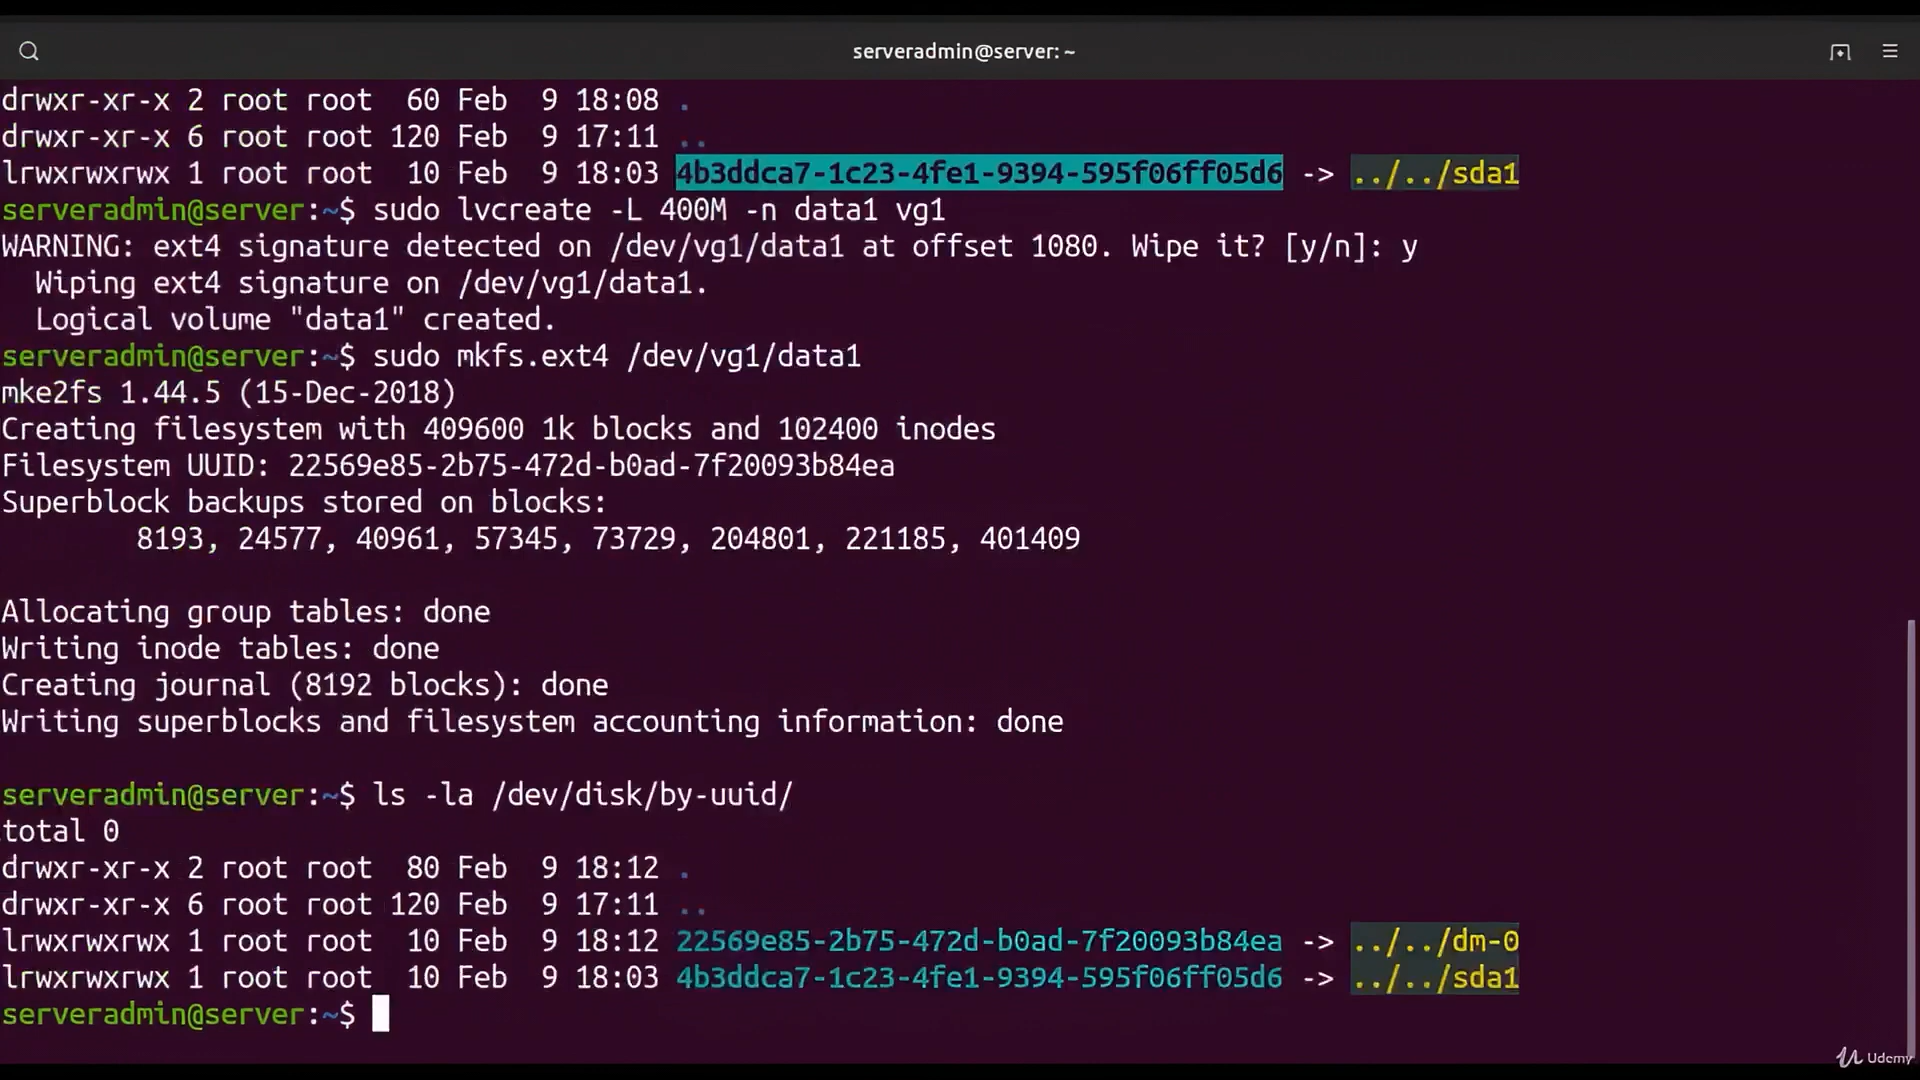 serveradmin@server: ~
drwxr-xr-x 2 root root  60 Feb  9 18:08 .
drwxr-xr-x 6 root root 120 Feb  9 17:11 ..
lrwxrwxrwx 1 root root  10 Feb  9 18:03 4b3ddca7-1c23-4fe1-9394-595f06ff05d6 -> ../../sda1
serveradmin@server:~$ sudo lvcreate -L 400M -n data1 vg1
WARNING: ext4 signature detected on /dev/vg1/data1 at offset 1080. Wipe it? [y/n]: y
  Wiping ext4 signature on /dev/vg1/data1.
  Logical volume "data1" created.
serveradmin@server:~$ sudo mkfs.ext4 /dev/vg1/data1
mke2fs 1.44.5 (15-Dec-2018)
Creating filesystem with 409600 1k blocks and 102400 inodes
Filesystem UUID: 22569e85-2b75-472d-b0ad-7f20093b84ea
Superblock backups stored on blocks:
        8193, 24577, 40961, 57345, 73729, 204801, 221185, 401409
Allocating group tables: done
Writing inode tables: done
Creating journal (8192 blocks): done
Writing superblocks and filesystem accounting information: done
serveradmin@server:~$ ls -la /dev/disk/by-uuid/
total 0
drwxr-xr-x 2 root root  80 Feb  9 18:12 .
drwxr-xr-x 6 root root 120 Feb  9 17:11 ..
lrwxrwxrwx 1 root root  10 Feb  9 18:12 22569e85-2b75-472d-b0ad-7f20093b84ea -> ../../dm-0
lrwxrwxrwx 1 root root  10 Feb  9 18:03 4b3ddca7-1c23-4fe1-9394-595f06ff05d6 -> ../../sda1
serveradmin@server:~$
Udemy